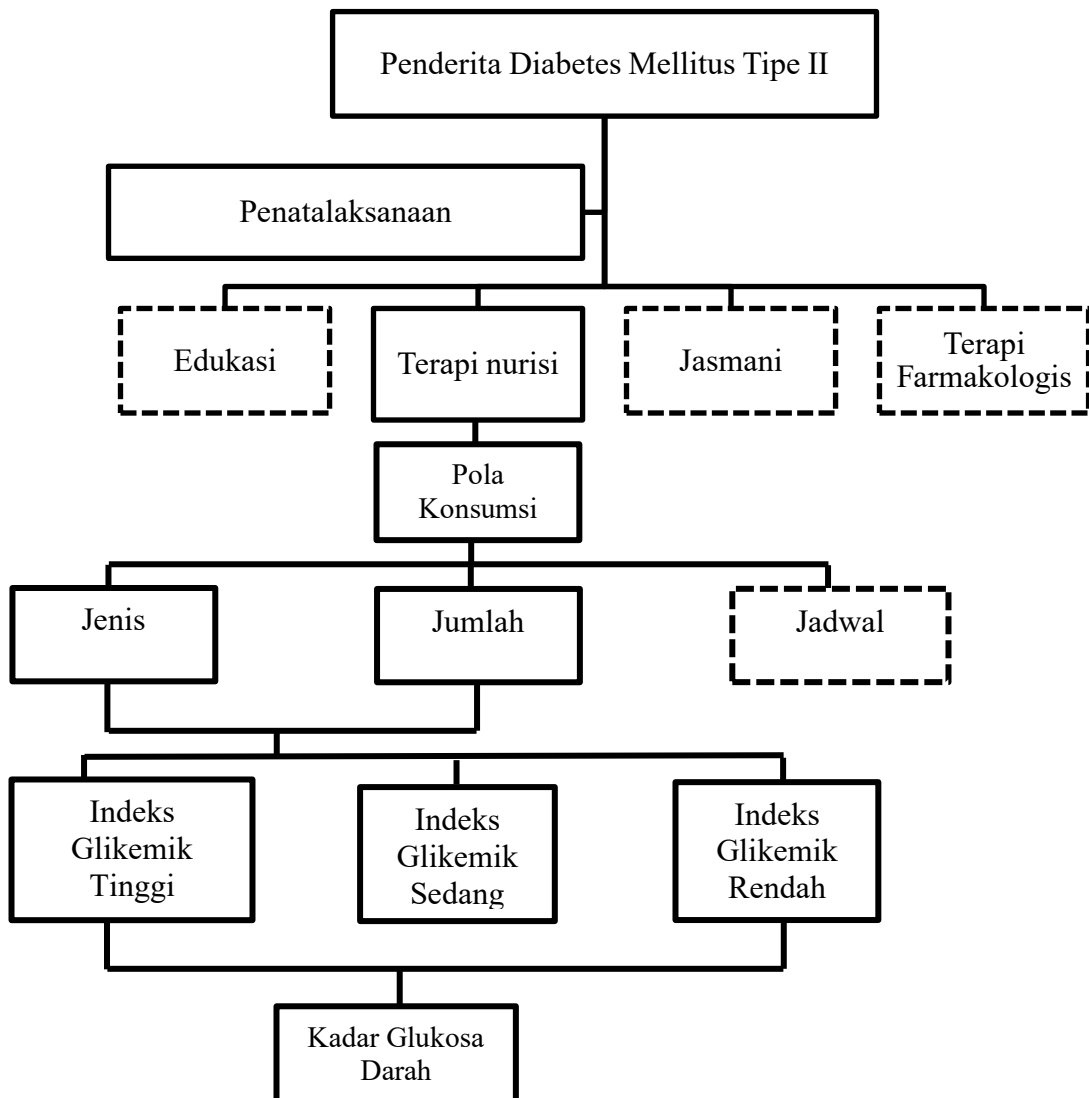 Penderita Diabetes Mellitus Tipe II
Penatalaksanaan
Edukasi
Terapi nurisi
Jasmani
Terapi
Farmakologis
Pola
Konsumsi
Jenis
Jumlah
Jadwal
Indeks
Glikemik
Tinggi
Indeks
Glikemik
Sedang
Indeks
Glikemik
Rendah
Kadar Glukosa
Darah